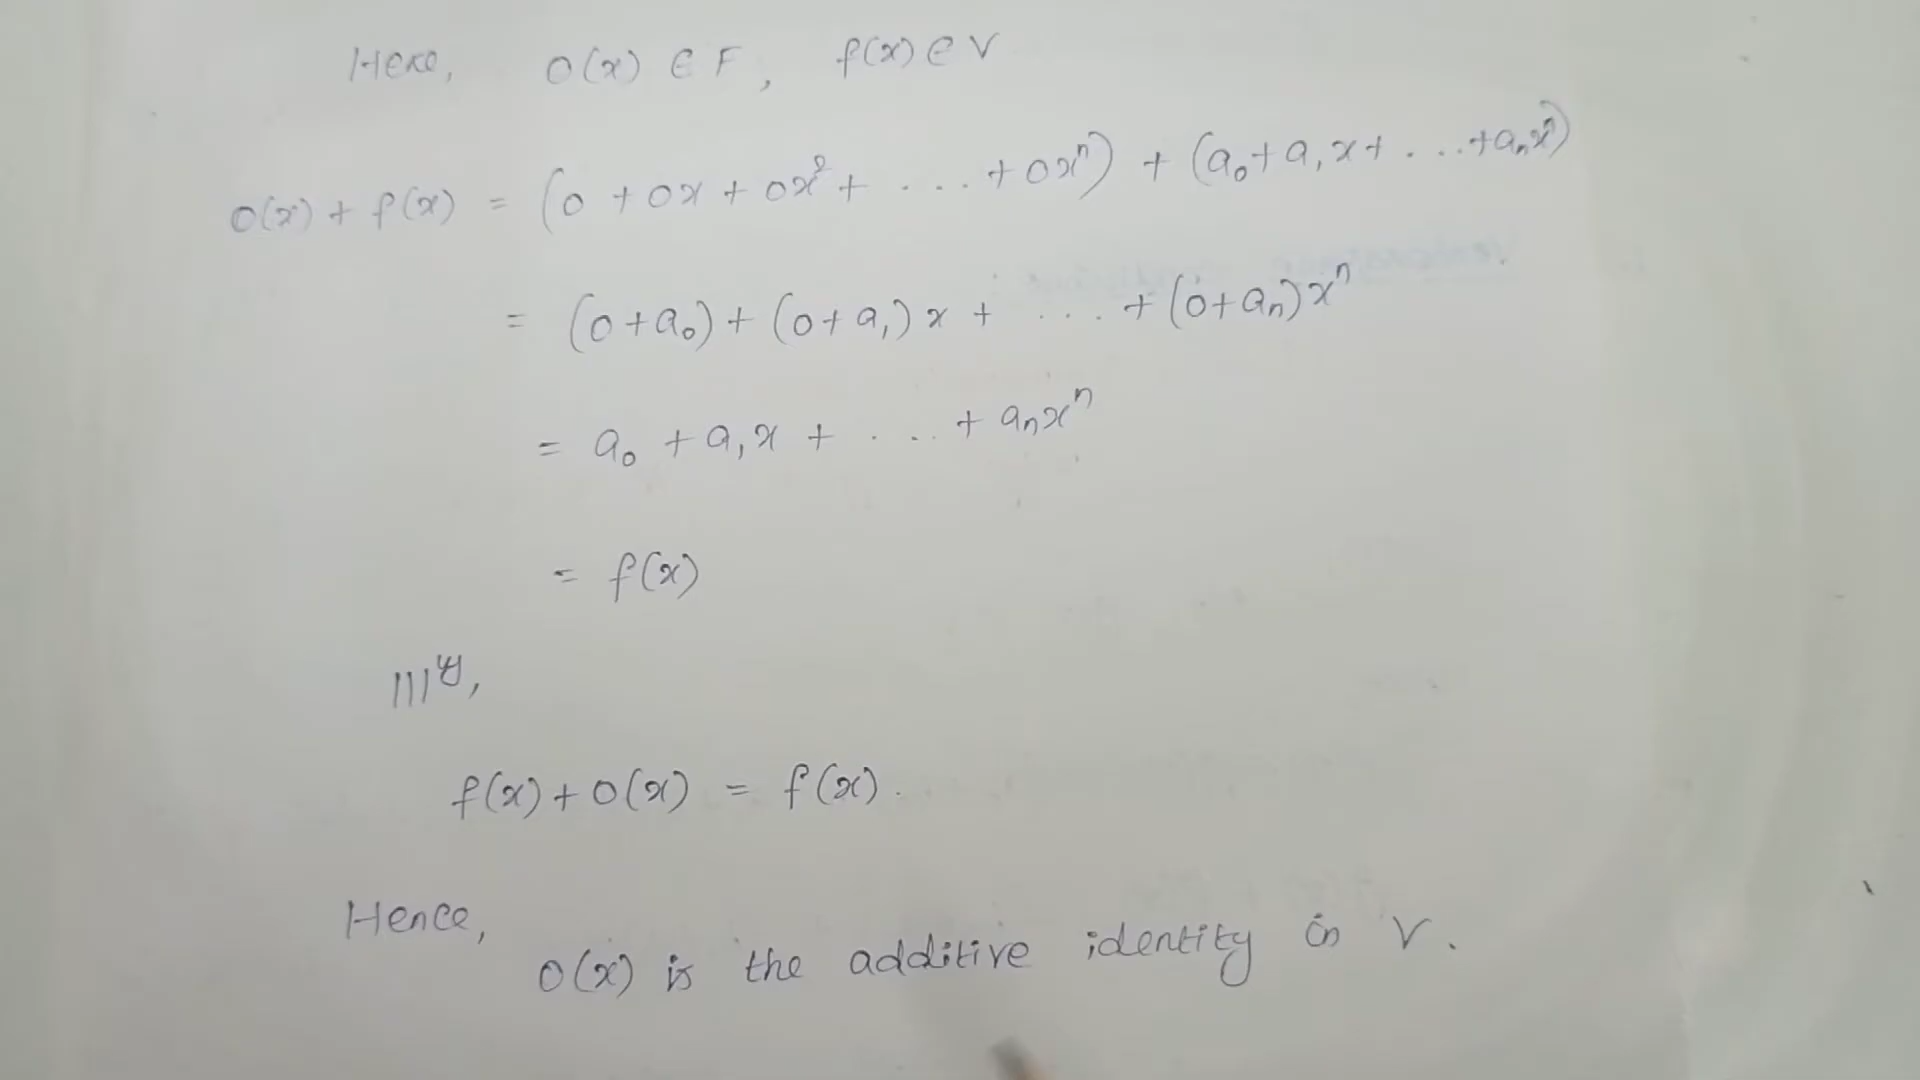 Here, 0(x) ∈ F, f(x) ∈ V
0(x) + f(x) = (0 + 0x + 0x² + . . . . + 0xⁿ) + (a₀ + a₁x + . . . . + aₙxⁿ)
= (0 + a₀) + (0 + a₁)x + . . . . + (0 + aₙ)xⁿ
= a₀ + a₁x + . . . . + aₙxⁿ
= f(x)
|||ly,
f(x) + 0(x) = f(x).
Hence,
0(x) is the additive identity in V.